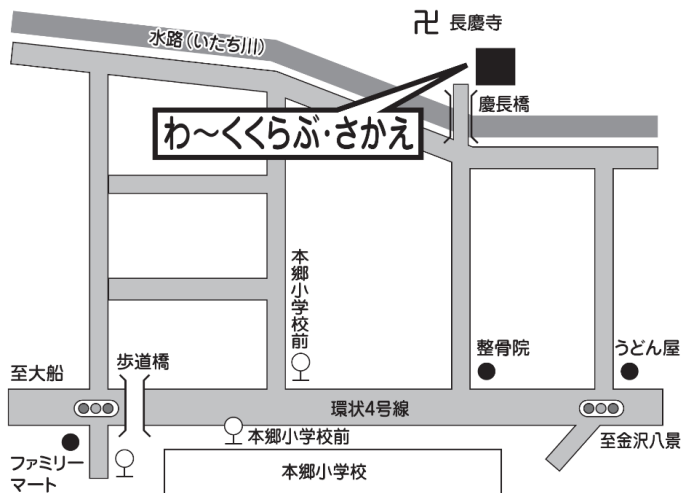 卍 長慶寺
水路(いたち川)
慶長橋
わ〜くくらぶ・さかえ
本郷小学校前
整骨院
うどん屋
歩道橋
至大船
環状4号線
本郷小学校前
至金沢八景
ファミリー
マート
本郷小学校